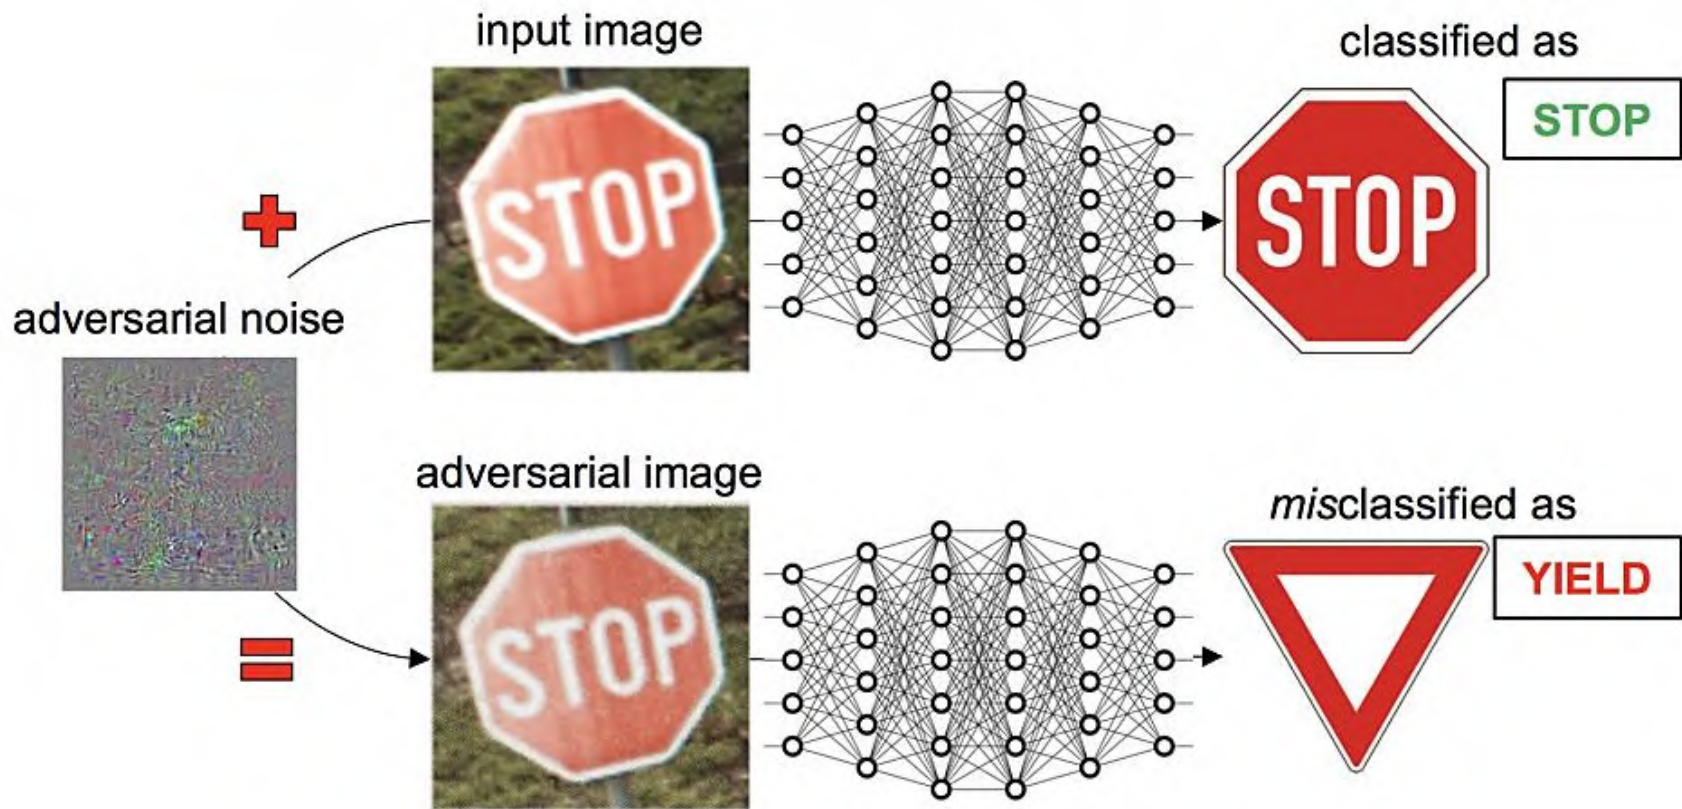 input image
classified as
STOP
STOP
STOP
adversarial noise
adversarial image
misclassified as
STOP
YIELD